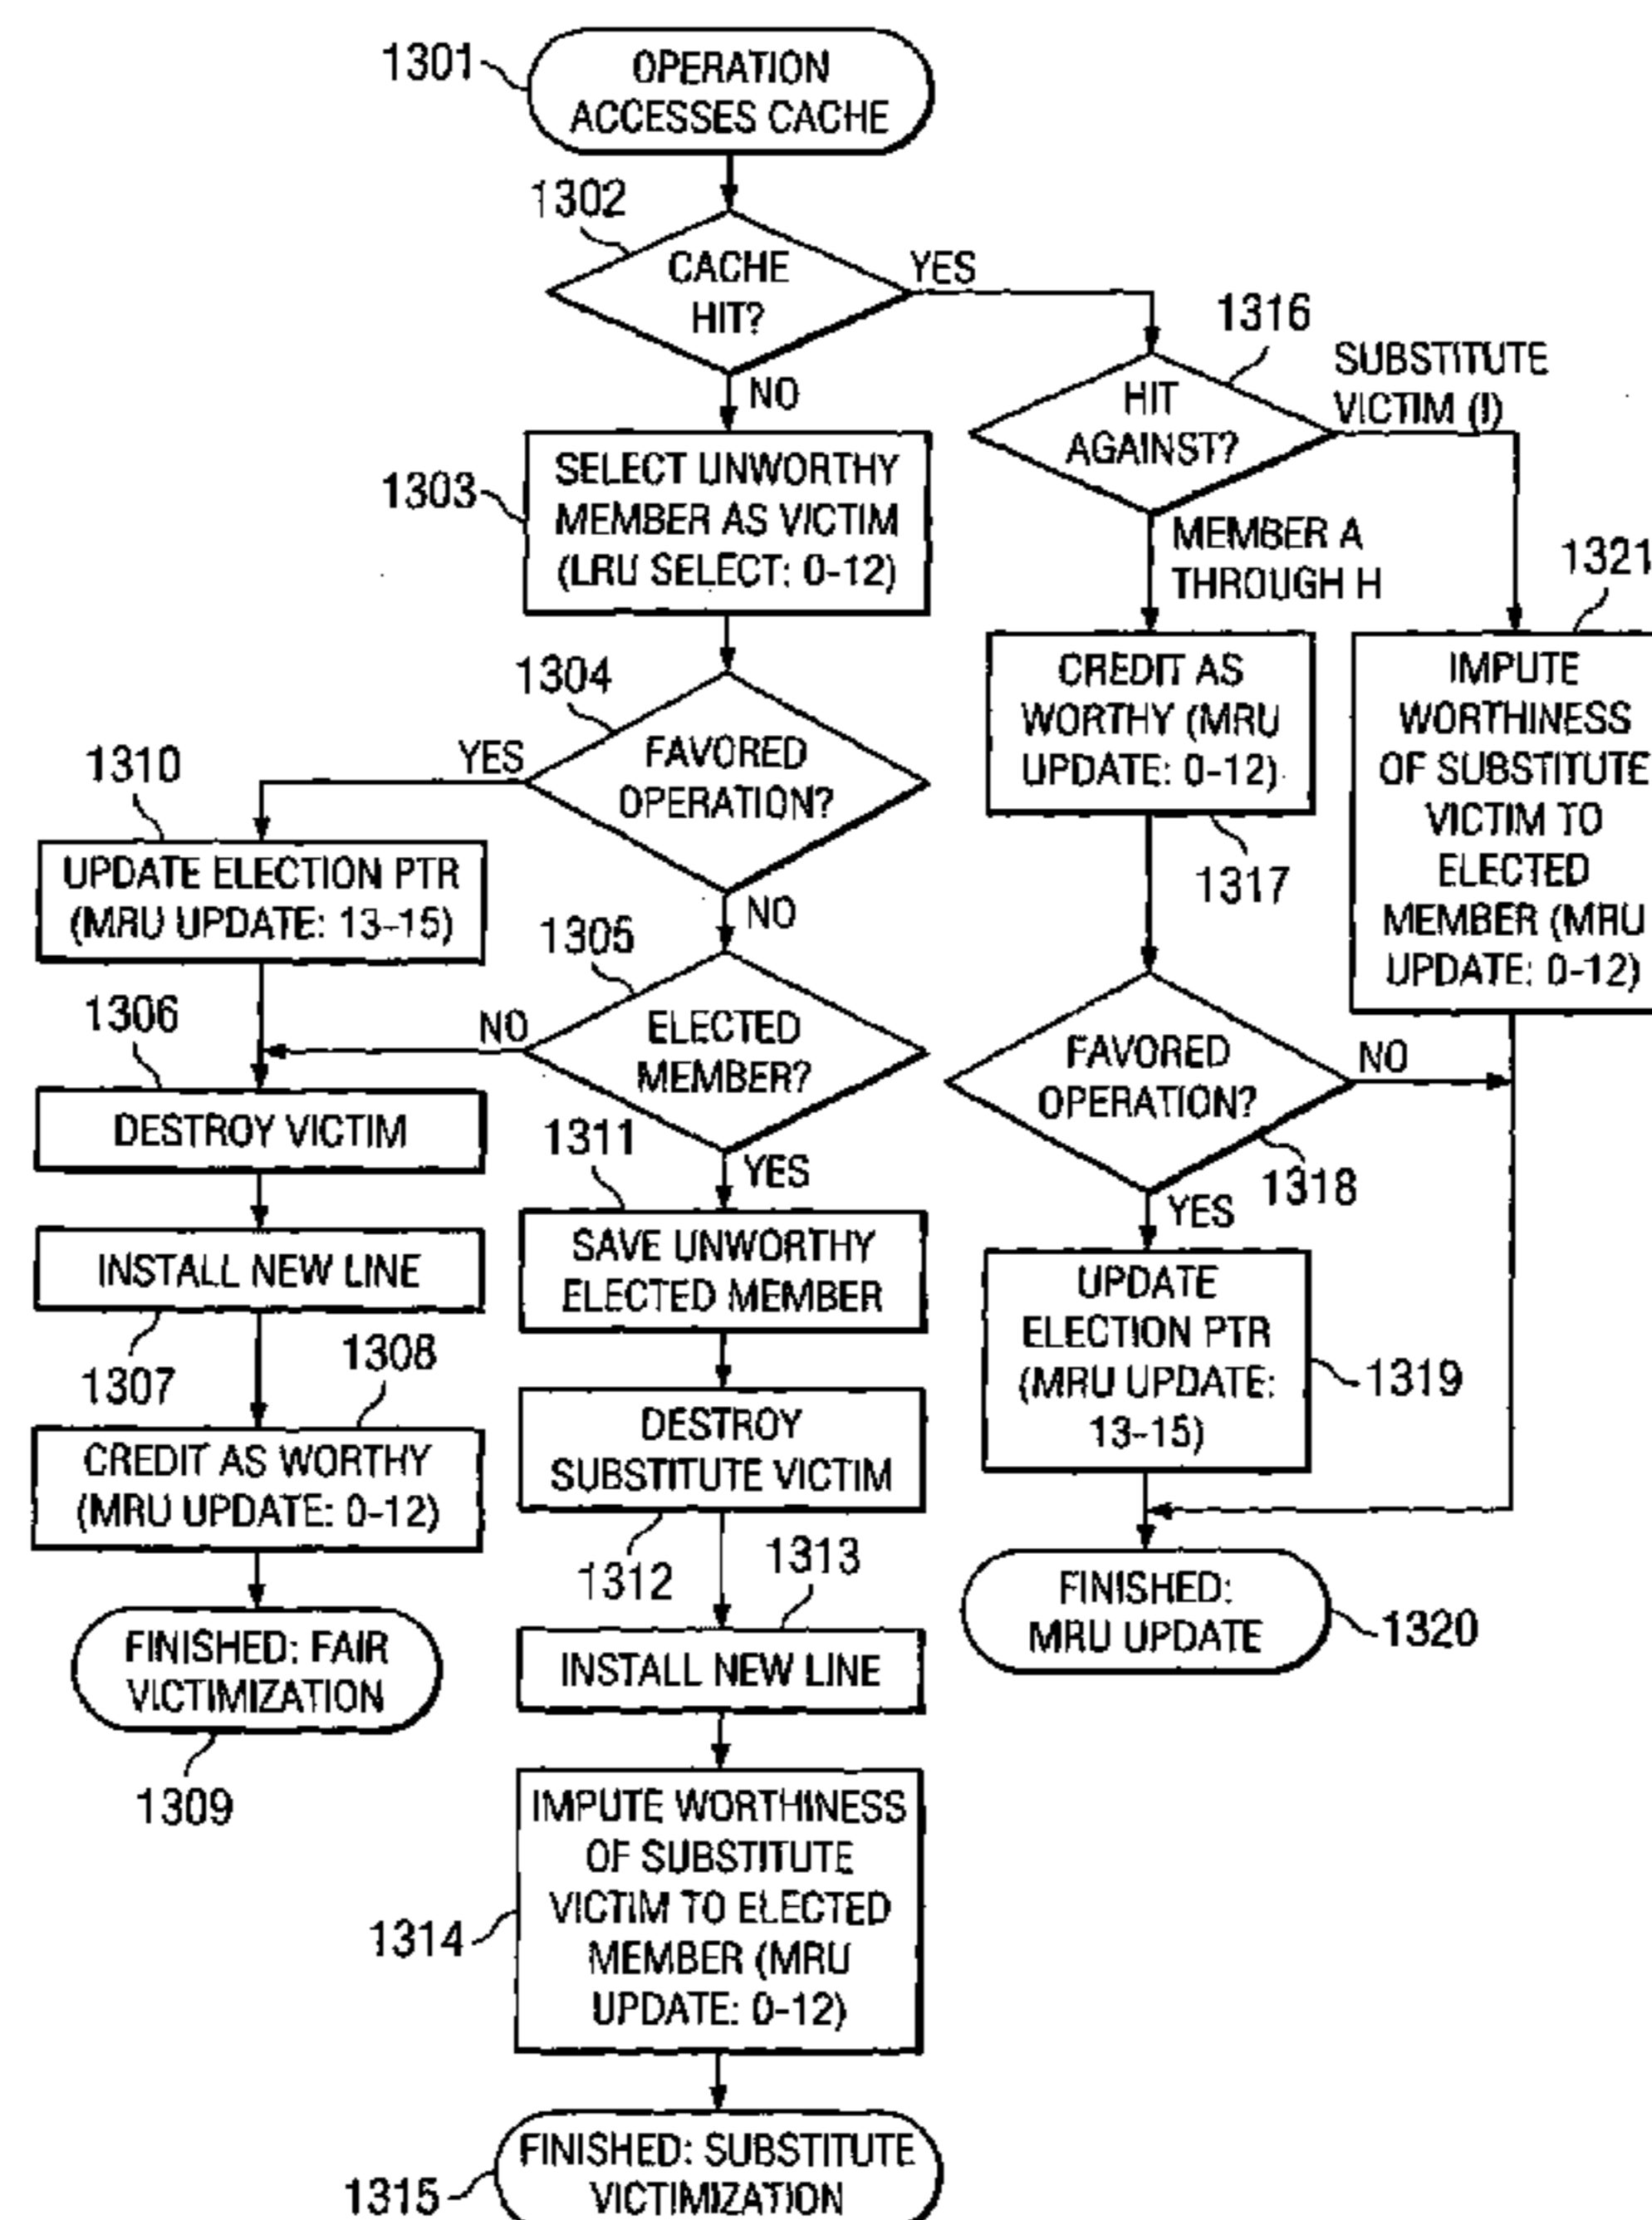 1301
OPERATION
ACCESSES CACHE
1302
CACHE
HIT?
YES
NO
1316
HIT
AGAINST?
SUBSTITUTE
VICTIM (I)
MEMBER A
THROUGH H
1303
SELECT UNWORTHY
MEMBER AS VICTIM
(LRU SELECT: 0-12)
1321
IMPUTE
WORTHINESS
OF SUBSTITUTE
VICTIM TO
ELECTED
MEMBER (MRU
UPDATE: 0-12)
CREDIT AS
WORTHY (MRU
UPDATE: 0-12)
1317
1304
FAVORED
OPERATION?
YES
NO
1310
UPDATE ELECTION PTR
(MRU UPDATE: 13-15)
1305
ELECTED
MEMBER?
NO
YES
FAVORED
OPERATION?
NO
1318
YES
1306
DESTROY VICTIM
1311
SAVE UNWORTHY
ELECTED MEMBER
INSTALL NEW LINE
1307
UPDATE
ELECTION PTR
(MRU UPDATE:
13-15)
1319
1308
CREDIT AS WORTHY
(MRU UPDATE: 0-12)
DESTROY
SUBSTITUTE VICTIM
1312
1313
INSTALL NEW LINE
FINISHED:
MRU UPDATE
1320
FINISHED: FAIR
VICTIMIZATION
1309
1314
IMPUTE WORTHINESS
OF SUBSTITUTE
VICTIM TO ELECTED
MEMBER (MRU
UPDATE: 0-12)
1315
FINISHED: SUBSTITUTE
VICTIMIZATION